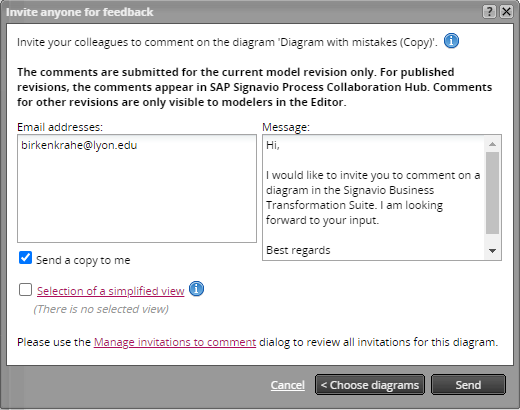 Invite anyone for feedback
Invite your colleagues to comment on the diagram 'Diagram with mistakes (Copy)'.
The comments are submitted for the current model revision only. For published
revisions, the comments appear in SAP Signavio Process Collaboration Hub. Comments
for other revisions are only visible to modelers in the Editor.
Email addresses:
birkenkrahe@lyon.edu
Message:
Hi,
I would like to invite you to comment on a
diagram in the Signavio Business
Transformation Suite. I am looking
forward to your input.
Best regards
Send a copy to me
Selection of a simplified view
(There is no selected view)
Please use the Manage invitations to comment dialog to review all invitations for this diagram.
Cancel
< Choose diagrams
Send